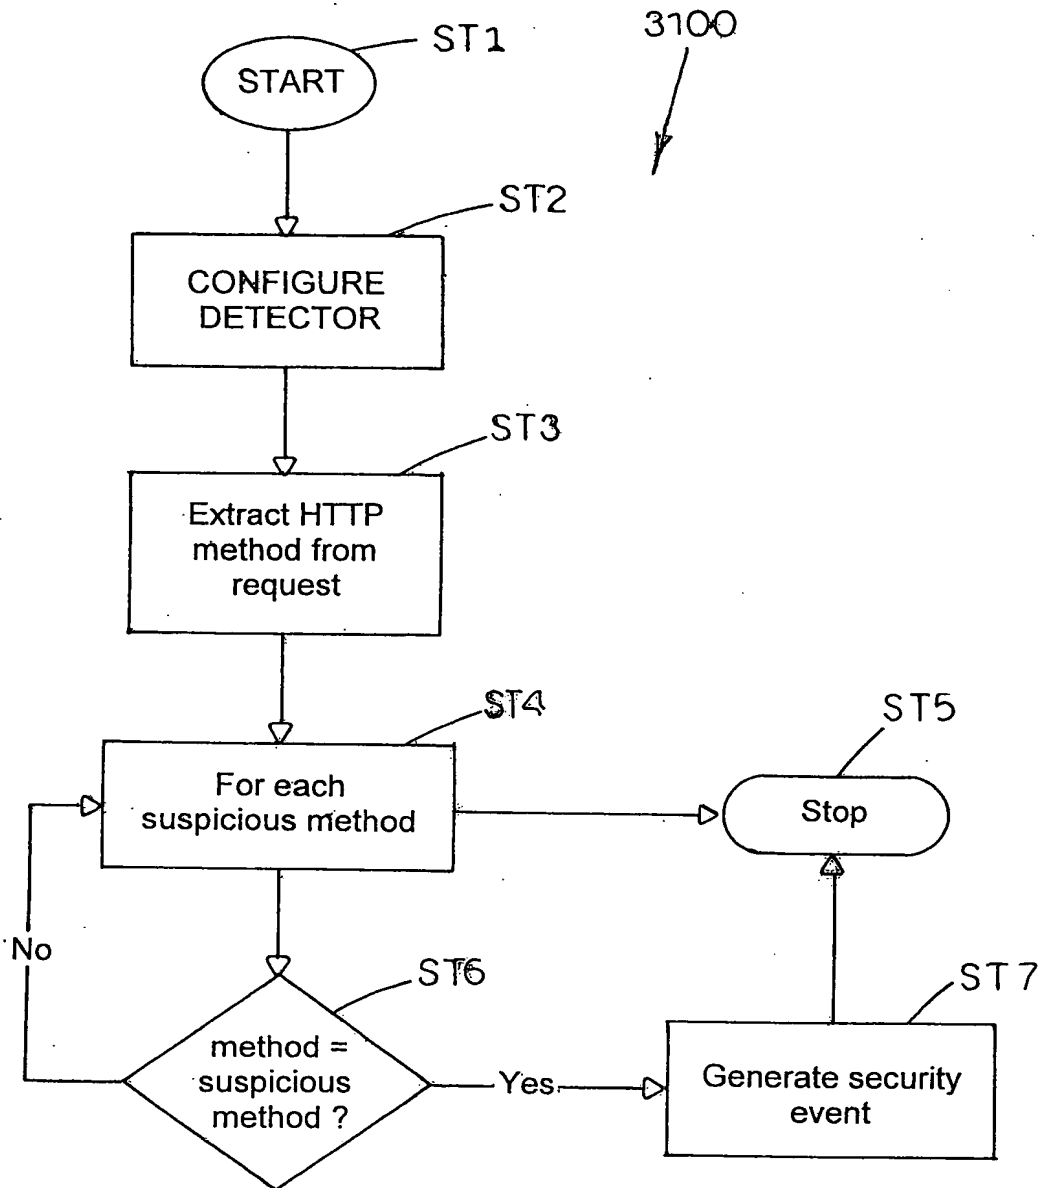 ST1
3100
START
ST2
CONFIGURE
DETECTOR
ST3
Extract HTTP
method from
request
ST4
ST5
For each
suspicious method
Stop
No
ST6
ST7
method =
suspicious
method ?
Yes
Generate security
event